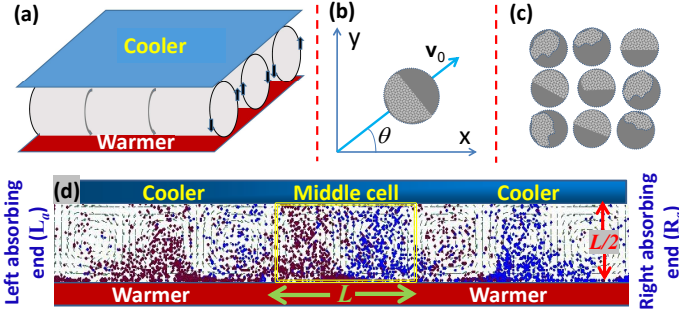 (a)
Cooler
Warmer
(b)
y
v₀
θ
x
(c)
(d)
Cooler
Middle cell
Cooler
Left absorbing
end (Lₐ)
L/2
Right absorbing
end (Rₐ)
Warmer
L
Warmer